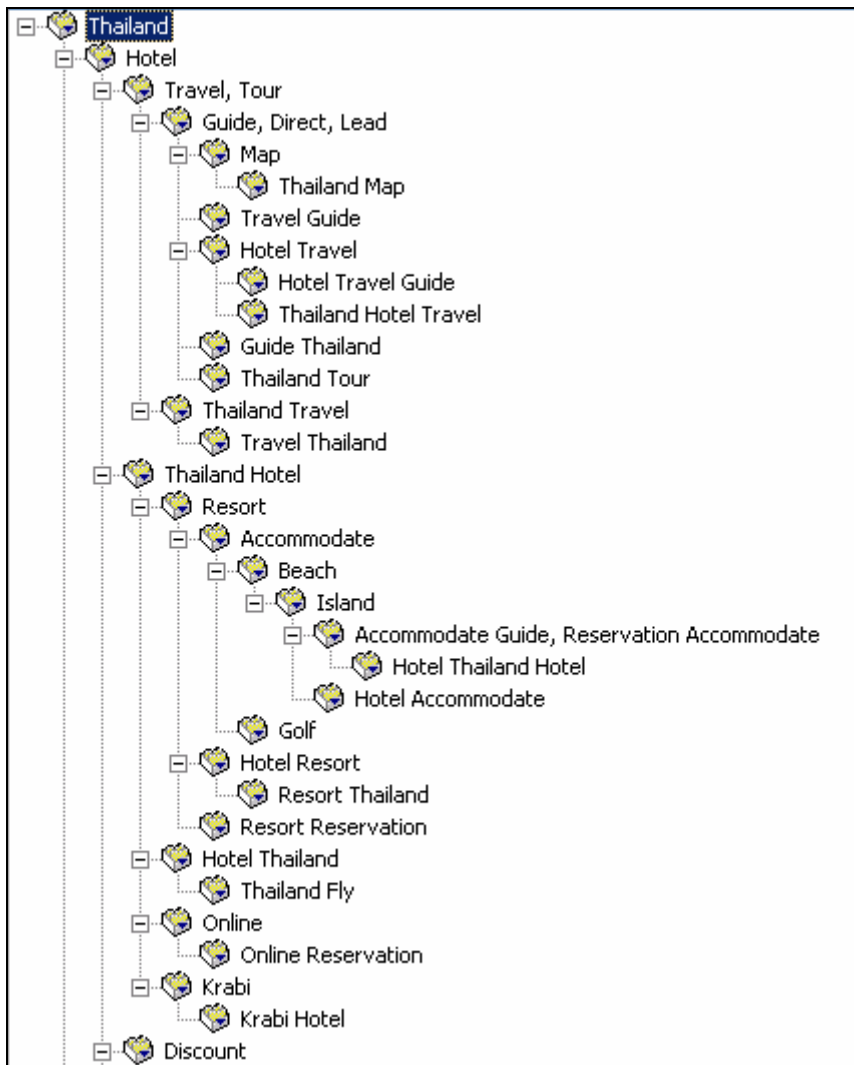 Thailand
Hotel
Travel, Tour
Guide, Direct, Lead
Map
Thailand Map
Travel Guide
Hotel Travel
Hotel Travel Guide
Thailand Hotel Travel
Guide Thailand
Thailand Tour
Thailand Travel
Travel Thailand
Thailand Hotel
Resort
Accommodate
Beach
Island
Accommodate Guide, Reservation Accommodate
Hotel Thailand Hotel
Hotel Accommodate
Golf
Hotel Resort
Resort Thailand
Resort Reservation
Hotel Thailand
Thailand Fly
Online
Online Reservation
Krabi
Krabi Hotel
Discount